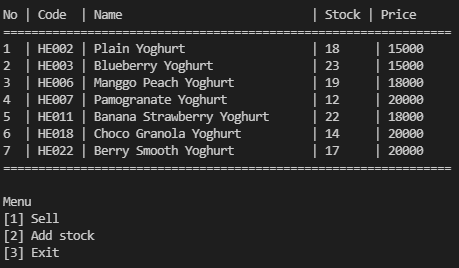 No | Code | Name | Stock | Price
================================================================
1 | HE002 | Plain Yoghurt | 18 | 15000
2 | HE003 | Blueberry Yoghurt | 23 | 15000
3 | HE006 | Manggo Peach Yoghurt | 19 | 18000
4 | HE007 | Pamogranate Yoghurt | 12 | 20000
5 | HE011 | Banana Strawberry Yoghurt | 22 | 18000
6 | HE018 | Choco Granola Yoghurt | 14 | 20000
7 | HE022 | Berry Smooth Yoghurt | 17 | 20000
================================================================
Menu
[1] Sell
[2] Add stock
[3] Exit